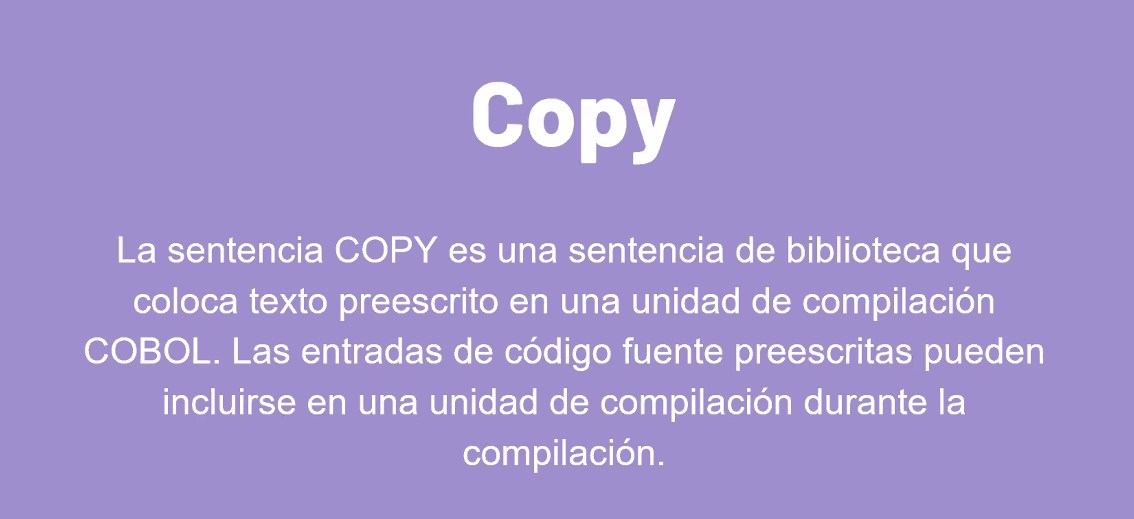 Copy
La sentencia COPY es una sentencia de biblioteca que
coloca texto preescrito en una unidad de compilación
COBOL. Las entradas de código fuente preescritas pueden
incluirse en una unidad de compilación durante la
compilación.